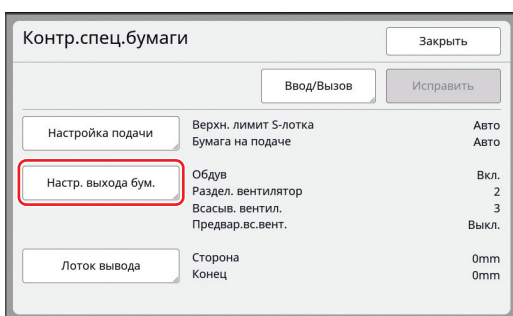 Контр.спец.бумаги
Закрыть
Ввод/Вызов
Исправить
Настройка подачи
Верхн. лимит S-лотка Авто
Бумага на подаче Авто
Настр. выхода бум.
Обдув Вкл.
Раздел. вентилятор 2
Всасыв. вентил. 3
Предвар.вс.вент. Выкл.
Лоток вывода
Сторона 0mm
Конец 0mm